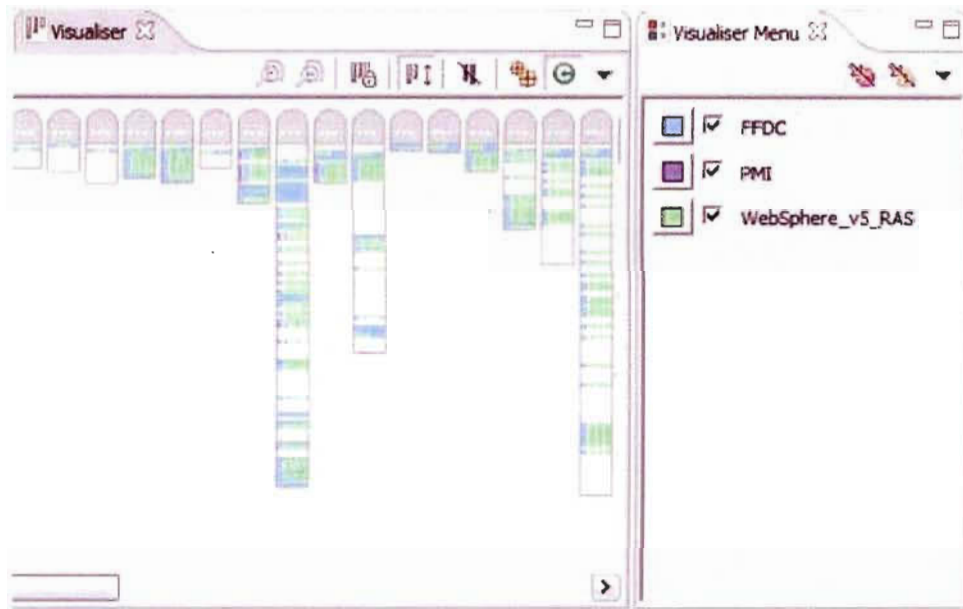 Visualiser
Visualiser Menu
FFDC
PMI
WebSphere_v5_RAS